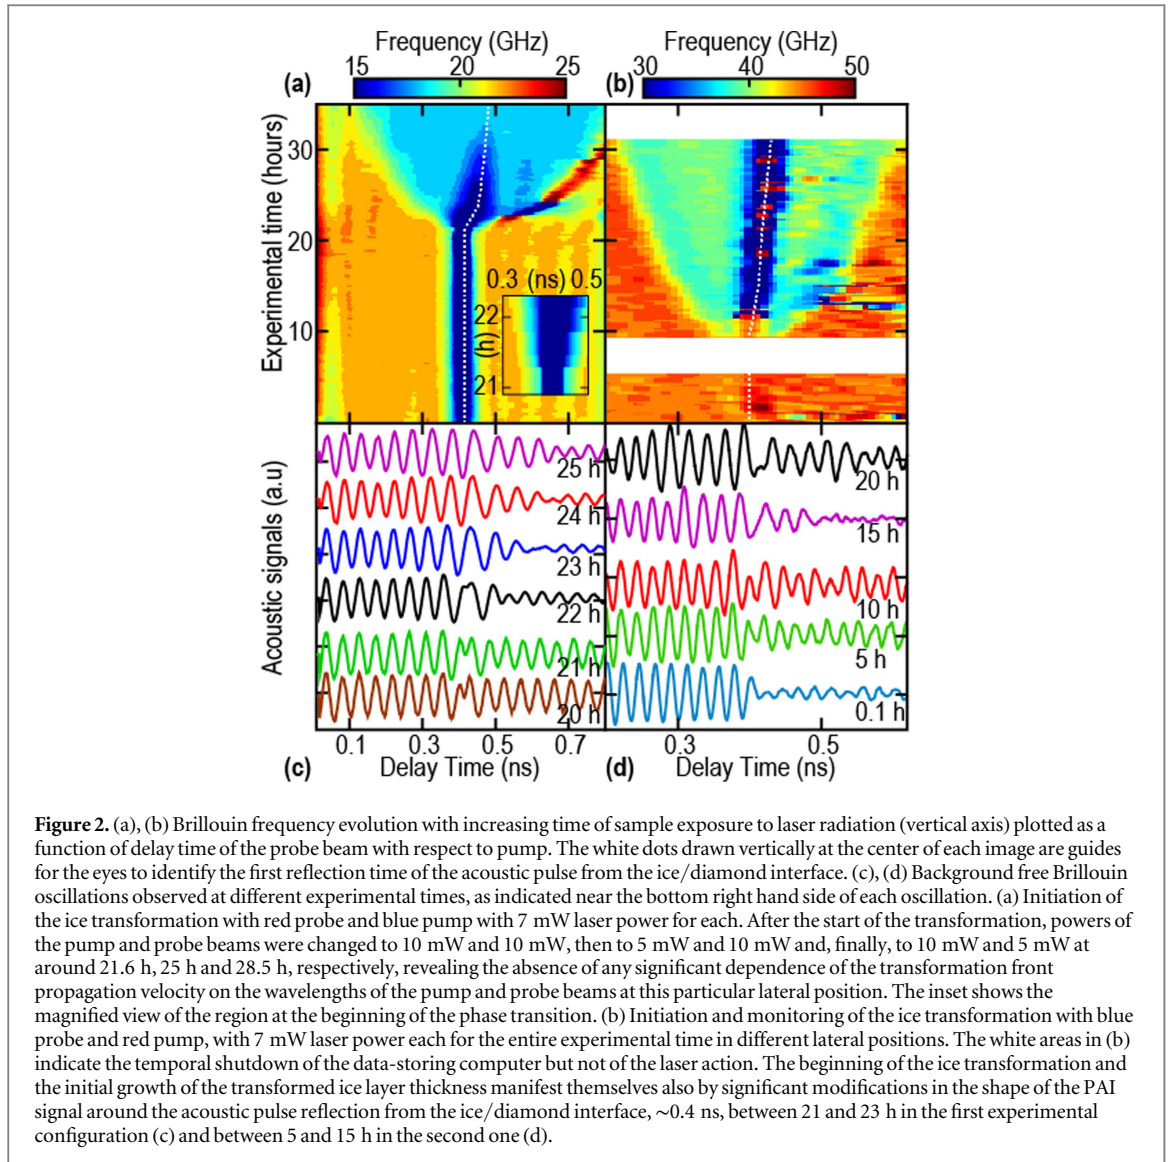 Frequency (GHz)
Frequency (GHz)
15 20 25
30 40 50
(a)
(b)
Experimental time (hours)
30
20
10
0.3 (ns) 0.5
22
(h)
21
Acoustic signals (a.u)
25 h
24 h
23 h
22 h
21 h
20 h
20 h
15 h
10 h
5 h
0.1 h
0.1 0.3 0.5 0.7
0.3 0.5
(c) Delay Time (ns)
(d) Delay Time (ns)
Figure 2. (a), (b) Brillouin frequency evolution with increasing time of sample exposure to laser radiation (vertical axis) plotted as a
function of delay time of the probe beam with respect to pump. The white dots drawn vertically at the center of each image are guides
for the eyes to identify the first reflection time of the acoustic pulse from the ice/diamond interface. (c), (d) Background free Brillouin
oscillations observed at different experimental times, as indicated near the bottom right hand side of each oscillation. (a) Initiation of
the ice transformation with red probe and blue pump with 7 mW laser power for each. After the start of the transformation, powers of
the pump and probe beams were changed to 10 mW and 10 mW, then to 5 mW and 10 mW and, finally, to 10 mW and 5 mW at
around 21.6 h, 25 h and 28.5 h, respectively, revealing the absence of any significant dependence of the transformation front
propagation velocity on the wavelengths of the pump and probe beams at this particular lateral position. The inset shows the
magnified view of the region at the beginning of the phase transition. (b) Initiation and monitoring of the ice transformation with blue
probe and red pump, with 7 mW laser power each for the entire experimental time in different lateral positions. The white areas in (b)
indicate the temporal shutdown of the data-storing computer but not of the laser action. The beginning of the ice transformation and
the initial growth of the transformed ice layer thickness manifest themselves also by significant modifications in the shape of the PAI
signal around the acoustic pulse reflection from the ice/diamond interface, ~0.4 ns, between 21 and 23 h in the first experimental
configuration (c) and between 5 and 15 h in the second one (d).